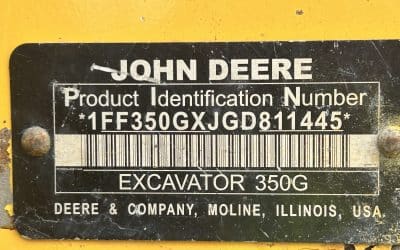 JOHN DEERE
Product Identification Number
*1FF350GXJGD811445*
EXCAVATOR 350G
DEERE & COMPANY, MOLINE, ILLINOIS, USA.